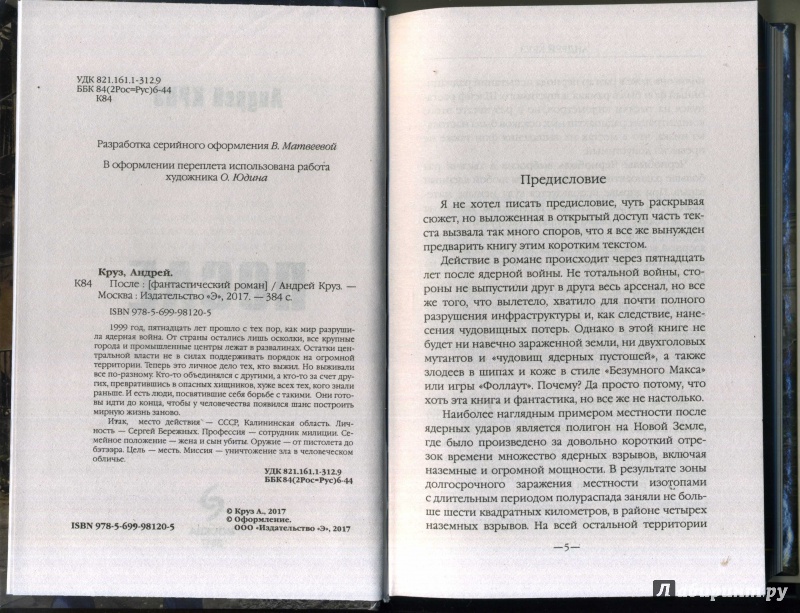 УДК 821.161.1-312.9
ББК 84(2Рос=Рус)6-44
К84
Разработка серийного оформления В. Матвеевой
В оформлении переплета использована работа
художника О. Юдина
Круз, Андрей.
К84 После : [фантастический роман] / Андрей Круз. —
Москва : Издательство «Э», 2017. — 384 с.
ISBN 978-5-699-98120-5
1999 год, пятнадцать лет прошло с тех пор, как мир разруши-
ла ядерная война. От страны остались лишь осколки, все крупные
города и промышленные центры лежат в развалинах. Остатки цен-
тральной власти не в силах поддерживать порядок на огромной
территории. Теперь это личное дело тех, кто выжил. Но выживали
все по-разному. Кто-то объединялся с другими, а кто-то за счет дру-
гих, превратившись в опасных хищников, хуже всех тех, кого знали
раньше. И есть люди, посвятившие себя борьбе с такими. Они гото-
вы идти до конца, чтобы у человечества появился шанс построить
мирную жизнь заново.
Итак, место действия – СССР, Калининская область. Лич-
ность – Сергей Бережных. Профессия – сотрудник милиции. Се-
мейное положение – жена и сын убиты. Оружие – от пистолета до
бэтээра. Цель – месть. Миссия – уничтожение зла в человеческом
обличье.
УДК 821.161.1-312.9
ББК 84(2Рос=Рус)6-44
© Круз А., 2017
© Оформление.
ISBN 978-5-699-98120-5 ООО «Издательство «Э», 2017
Предисловие
Я не хотел писать предисловие, чуть раскрывая
сюжет, но выложенная в открытый доступ часть тек-
ста вызвала так много споров, что я все же вынужден
предварить книгу этим коротким текстом.
Действие в романе происходит через пятнадцать
лет после ядерной войны. Не тотальной войны, сто-
роны не выпустили друг в друга весь арсенал, но все
же того, что вылетело, хватило для почти полного
разрушения инфраструктуры и, как следствие, нане-
сения чудовищных потерь. Однако в этой книге не
будет ни навечно зараженной земли, ни двухголовых
мутантов и «чудовищ ядерных пустошей», а также
злодеев в шипах и коже в стиле «Безумного Макса»
или игры «Фоллаут». Почему? Да просто потому, что
хоть эта книга и фантастика, но все же не настолько.
Наиболее наглядным примером местности после
ядерных ударов является полигон на Новой Земле,
где было произведено за довольно короткий отре-
зок времени множество ядерных взрывов, включая
наземные и огромной мощности. В результате зоны
долгосрочного заражения местности изотопами
с длительным периодом полураспада заняли не боль-
ше шести квадратных километров, в районе четырех
наземных взрывов. На всей остальной территории
—5—
Лабиринт.ру